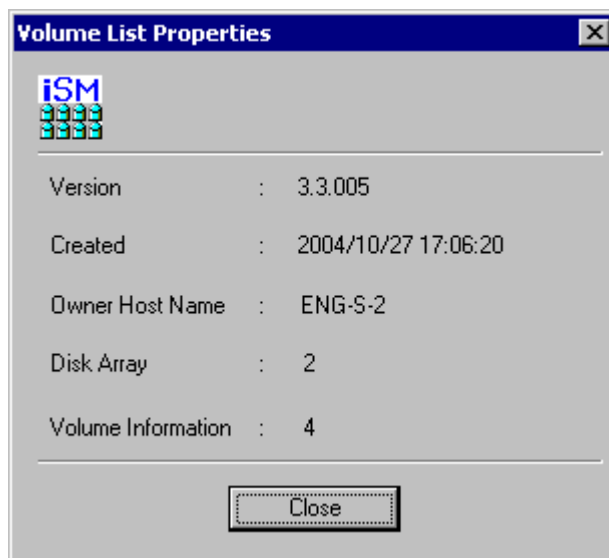 Volume List Properties
iSM
Version : 3.3.005
Created : 2004/10/27 17:06:20
Owner Host Name : ENG-S-2
Disk Array : 2
Volume Information : 4
Close